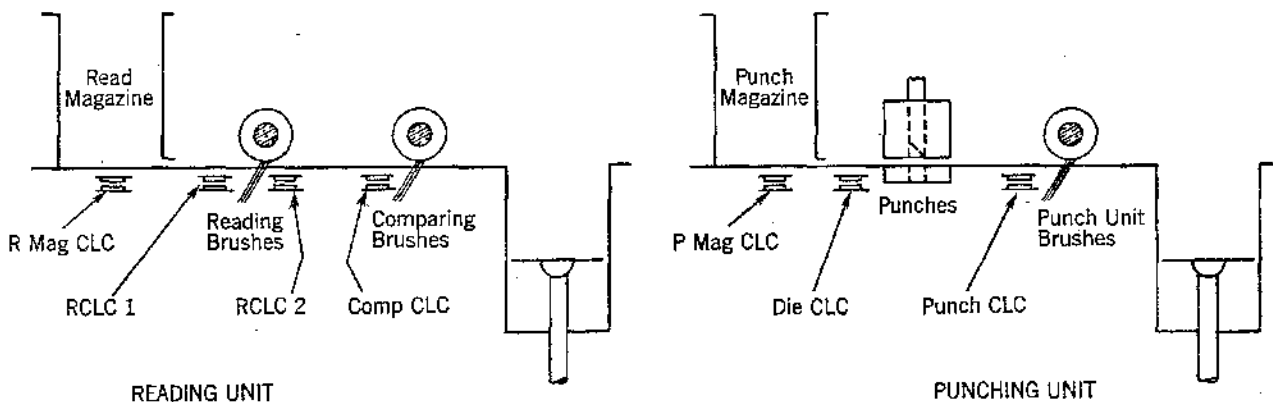 Read
Magazine
Reading
Brushes
Comparing
Brushes
R Mag CLC
RCLC 1
RCLC 2
Comp CLC
READING UNIT
Punch
Magazine
Punches
Punch Unit
Brushes
P Mag CLC
Die CLC
Punch CLC
PUNCHING UNIT